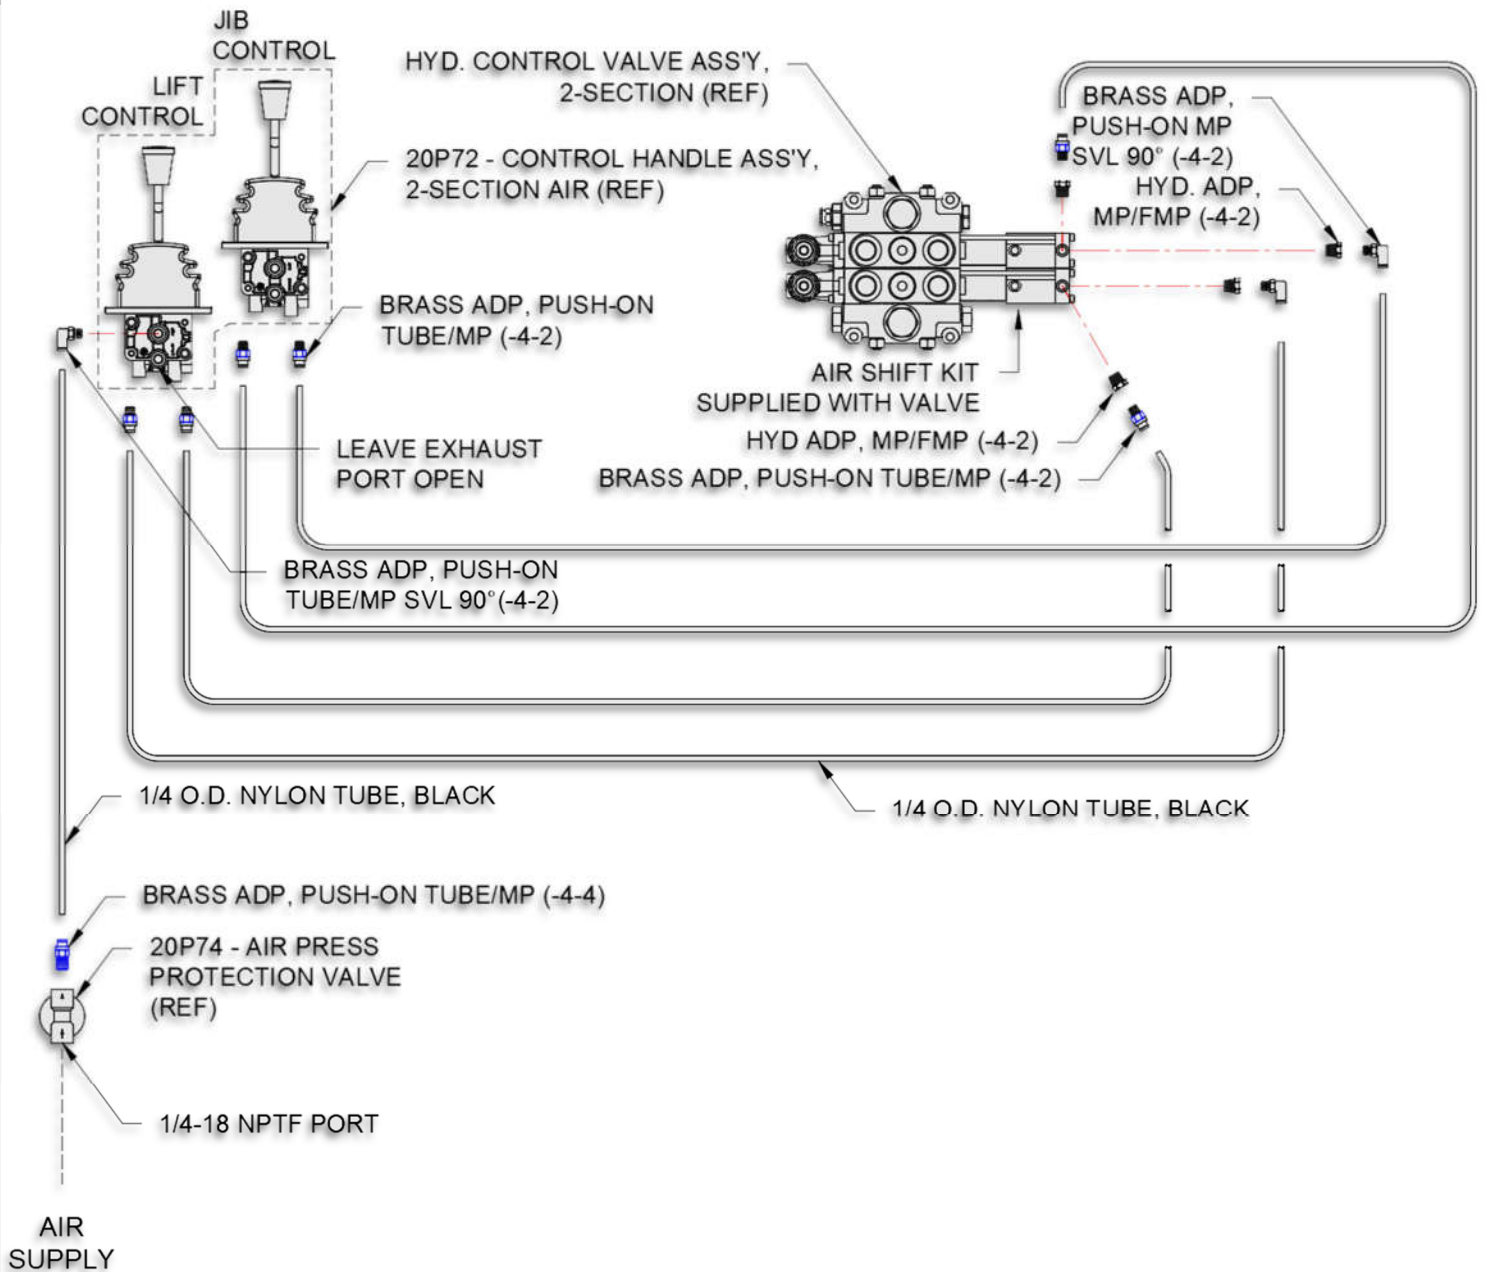 JIB
CONTROL
LIFT
CONTROL
HYD. CONTROL VALVE ASS'Y,
2-SECTION (REF)
20P72 - CONTROL HANDLE ASS'Y,
2-SECTION AIR (REF)
BRASS ADP,
PUSH-ON MP
SVL 90° (-4-2)
HYD. ADP,
MP/FMP (-4-2)
BRASS ADP, PUSH-ON
TUBE/MP (-4-2)
AIR SHIFT KIT
SUPPLIED WITH VALVE
HYD ADP, MP/FMP (-4-2)
BRASS ADP, PUSH-ON TUBE/MP (-4-2)
LEAVE EXHAUST
PORT OPEN
BRASS ADP, PUSH-ON
TUBE/MP SVL 90°(-4-2)
1/4 O.D. NYLON TUBE, BLACK
1/4 O.D. NYLON TUBE, BLACK
BRASS ADP, PUSH-ON TUBE/MP (-4-4)
20P74 - AIR PRESS
PROTECTION VALVE
(REF)
1/4-18 NPTF PORT
AIR
SUPPLY